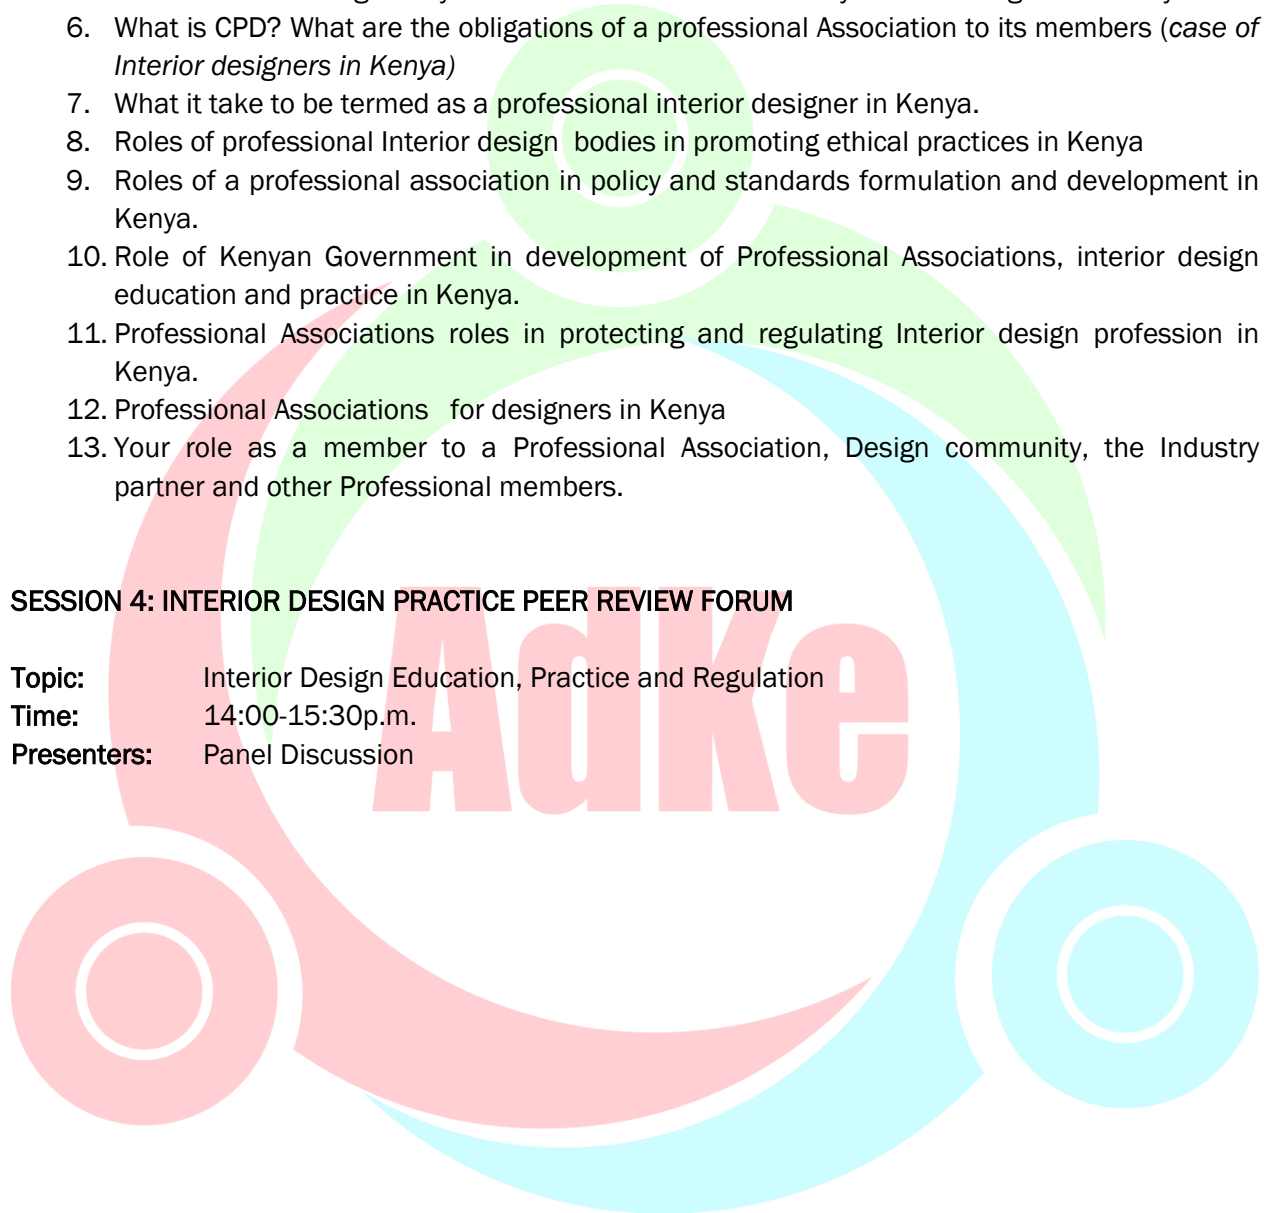 6. What is CPD? What are the obligations of a professional Association to its members (case of
Interior designers in Kenya)
7. What it take to be termed as a professional interior designer in Kenya.
8. Roles of professional Interior design bodies in promoting ethical practices in Kenya
9. Roles of a professional association in policy and standards formulation and development in
Kenya.
10. Role of Kenyan Government in development of Professional Associations, interior design
education and practice in Kenya.
11. Professional Associations roles in protecting and regulating Interior design profession in
Kenya.
12. Professional Associations for designers in Kenya
13. Your role as a member to a Professional Association, Design community, the Industry
partner and other Professional members.
SESSION 4: INTERIOR DESIGN PRACTICE PEER REVIEW FORUM
Topic: Interior Design Education, Practice and Regulation
Time: 14:00-15:30p.m.
Presenters: Panel Discussion
AdKe